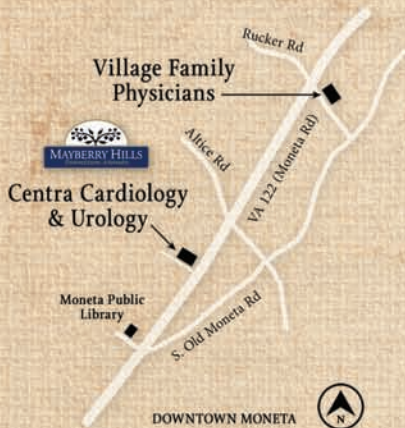 Rucker Rd
Village Family
Physicians
Altice Rd
VA 122 (Moneta Rd)
MAYBERRY HILLS
Centra Cardiology
& Urology
Moneta Public
Library
S. Old Moneta Rd
DOWNTOWN MONETA
N